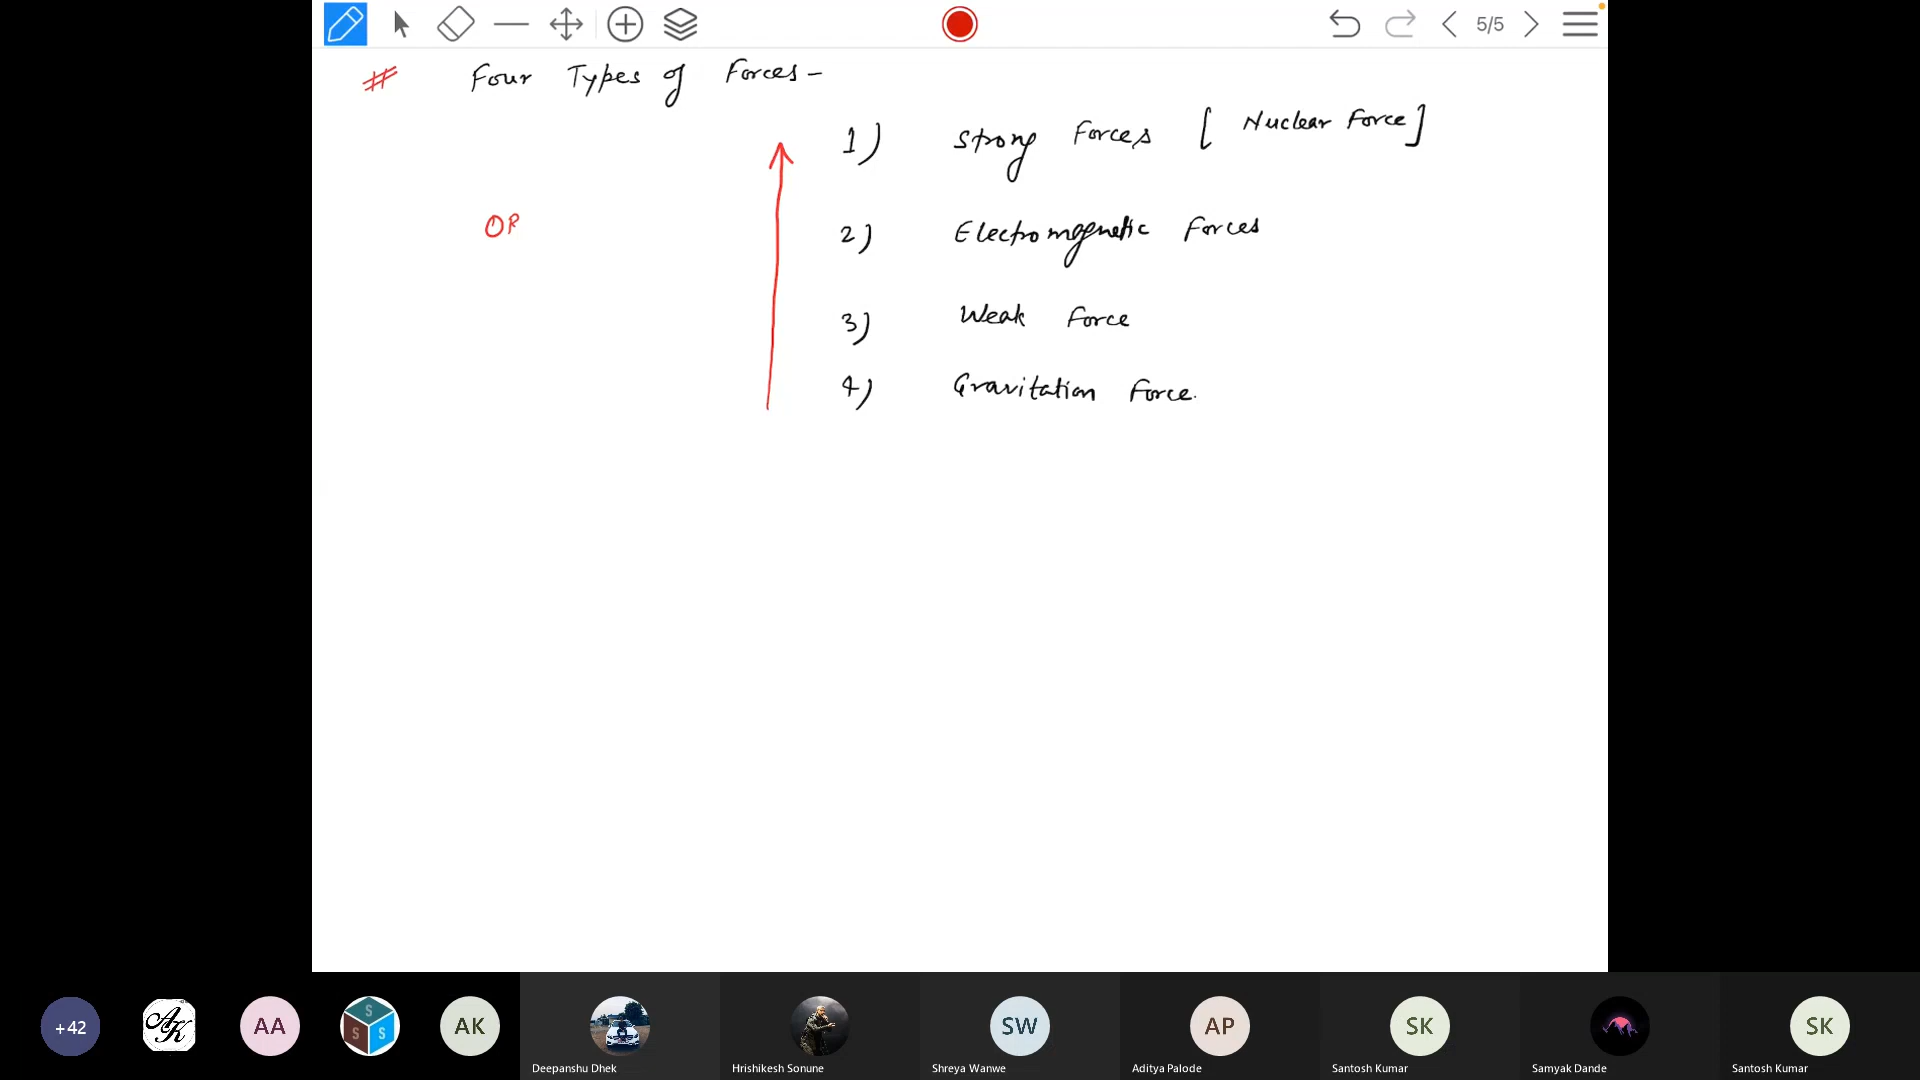 5/5
# Four Types of Forces -
1) Strong Forces [ Nuclear Force ]
OR
2) Electromagnetic Forces
3) Weak Force
4) Gravitation Force.
+42
AK
AA
S
S S
AK
SW
AP
SK
SK
Deepanshu Dhek
Hrishikesh Sonune
Shreya Wanwe
Aditya Palode
Santosh Kumar
Samyak Dande
Santosh Kumar